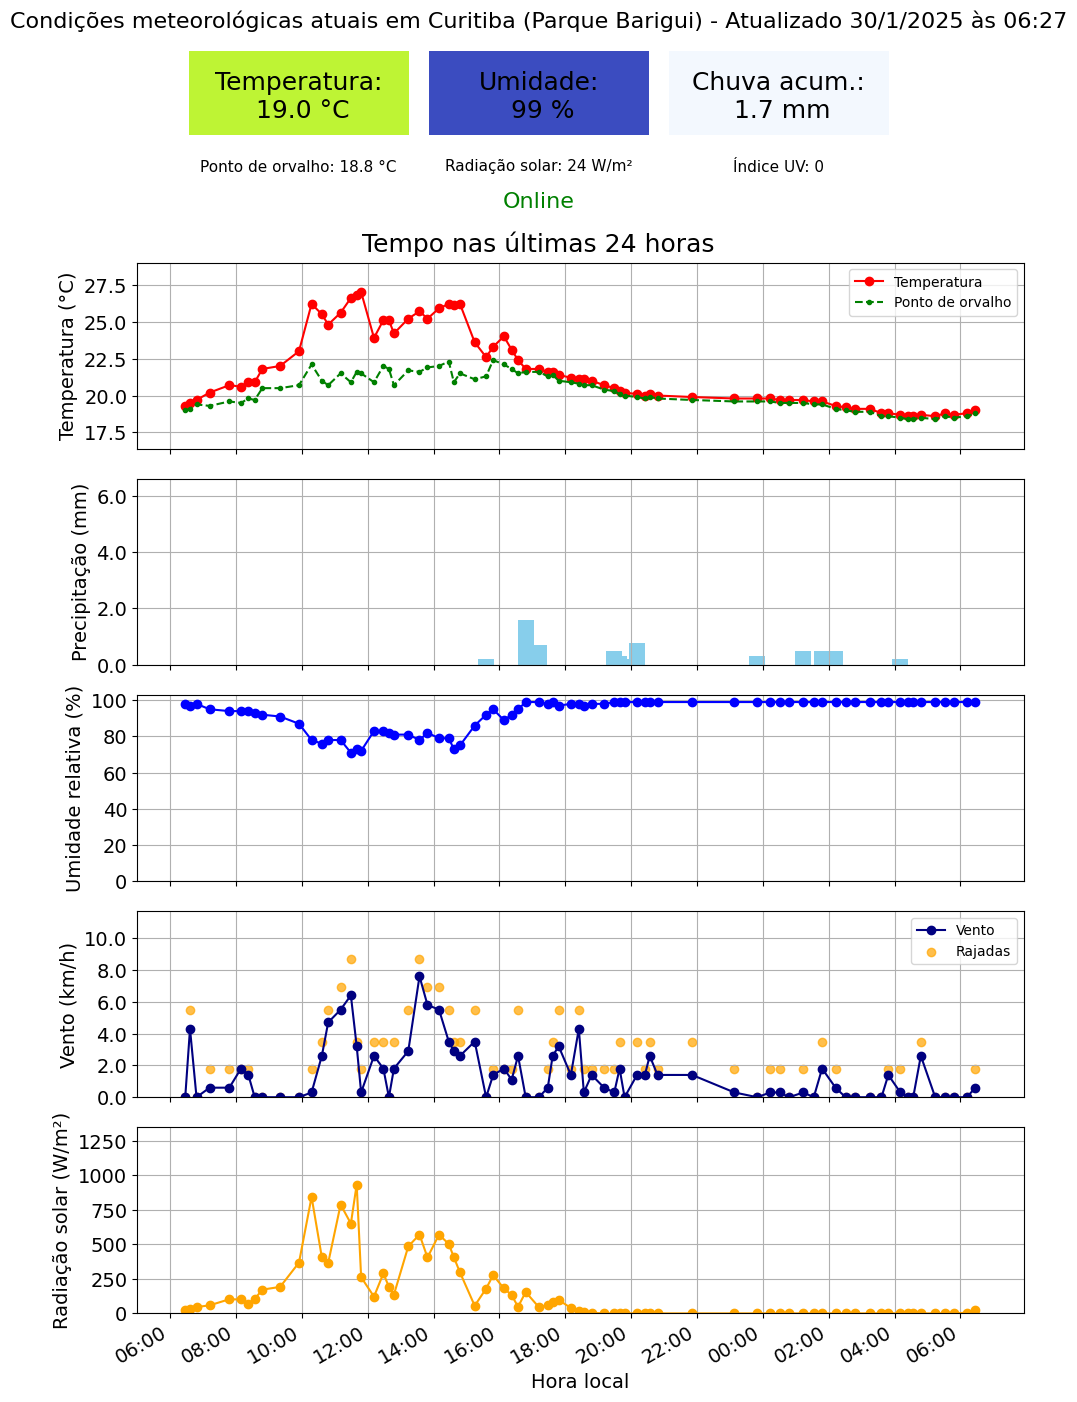 Condições meteorológicas atuais em Curitiba (Parque Barigui) - Atualizado 30/1/2025 às 06:27
Temperatura:
19.0 °C
Umidade:
99 %
Chuva acum.:
1.7 mm
Ponto de orvalho: 18.8 °C
Radiação solar: 24 W/m²
Índice UV: 0
Online
Tempo nas últimas 24 horas
Temperatura (°C)
27.5
25.0
22.5
20.0
17.5
Temperatura
Ponto de orvalho
Precipitação (mm)
6.0
4.0
2.0
0.0
Umidade relativa (%)
100
80
60
40
20
0
Vento (km/h)
10.0
8.0
6.0
4.0
2.0
0.0
Vento
Rajadas
Radiação solar (W/m²)
1250
1000
750
500
250
0
06:00
08:00
10:00
12:00
14:00
16:00
18:00
20:00
22:00
00:00
02:00
04:00
06:00
Hora local